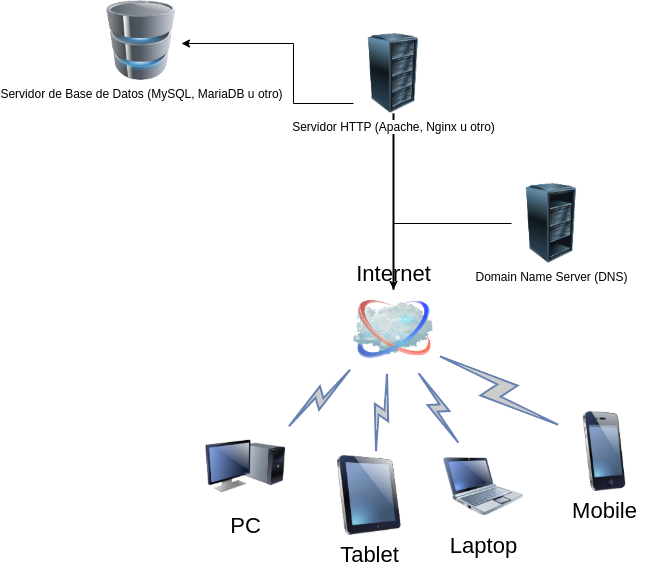 Servidor de Base de Datos (MySQL, MariaDB u otro)
Servidor HTTP (Apache, Nginx u otro)
Domain Name Server (DNS)
Internet
PC
Tablet
Laptop
Mobile